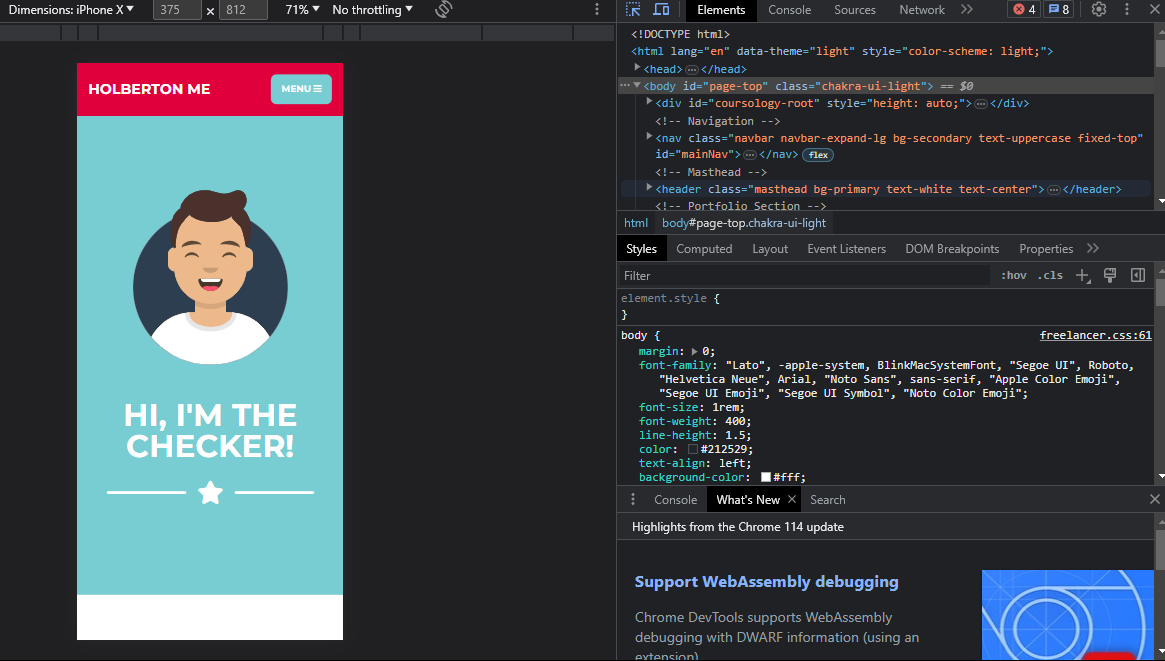 Dimensions: iPhone X ▼ 375 × 812 71% ▼ No throttling ▼
Elements Console Sources Network » 4 8
HOLBERTON ME
MENU
HI, I'M THE
CHECKER!
<!DOCTYPE html>
<html lang="en" data-theme="light" style="color-scheme: light;">
▶<head>…</head>
…▼<body id="page-top" class="chakra-ui-light"> == $0
▶<div id="coursology-root" style="height: auto;">…</div>
<!-- Navigation -->
▶<nav class="navbar navbar-expand-lg bg-secondary text-uppercase fixed-top"
id="mainNav">…</nav> flex
<!-- Masthead -->
▶<header class="masthead bg-primary text-white text-center">…</header>
<!-- Portfolio Section -->
html body#page-top.chakra-ui-light
Styles Computed Layout Event Listeners DOM Breakpoints Properties »
Filter :hov .cls
element.style {
}
body { freelancer.css:61
margin: ▶ 0;
font-family: "Lato", -apple-system, BlinkMacSystemFont, "Segoe UI", Roboto,
"Helvetica Neue", Arial, "Noto Sans", sans-serif, "Apple Color Emoji",
"Segoe UI Emoji", "Segoe UI Symbol", "Noto Color Emoji";
font-size: 1rem;
font-weight: 400;
line-height: 1.5;
color: #212529;
text-align: left;
background-color: #fff;
Console What's New × Search
Highlights from the Chrome 114 update
Support WebAssembly debugging
Chrome DevTools supports WebAssembly
debugging with DWARF information (using an
extension)